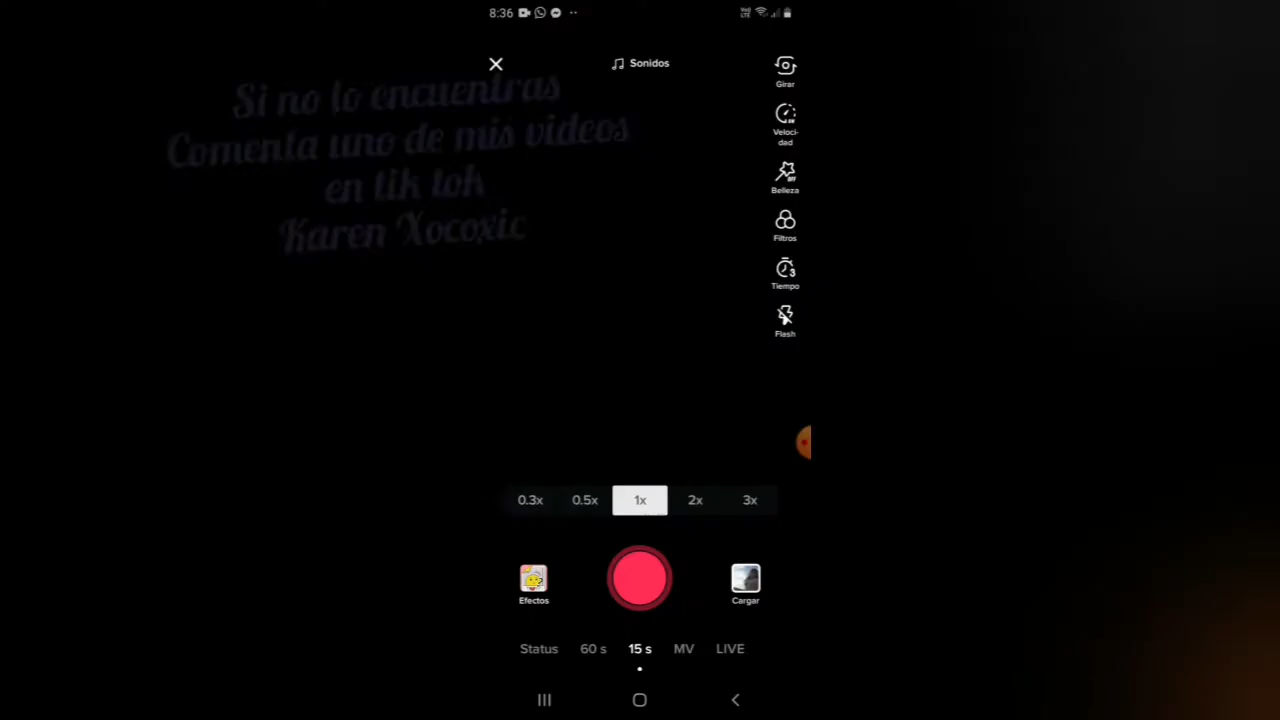 8:36
Sonidos
Si no lo encuentras
Comenta uno de mis videos
en tik tok
Karen Xocoxic
Girar
Veloci-
dad
Belleza
Filtros
3
Tiempo
Flash
0.3x 0.5x 1x 2x 3x
Efectos
Cargar
Status 60 s 15 s MV LIVE